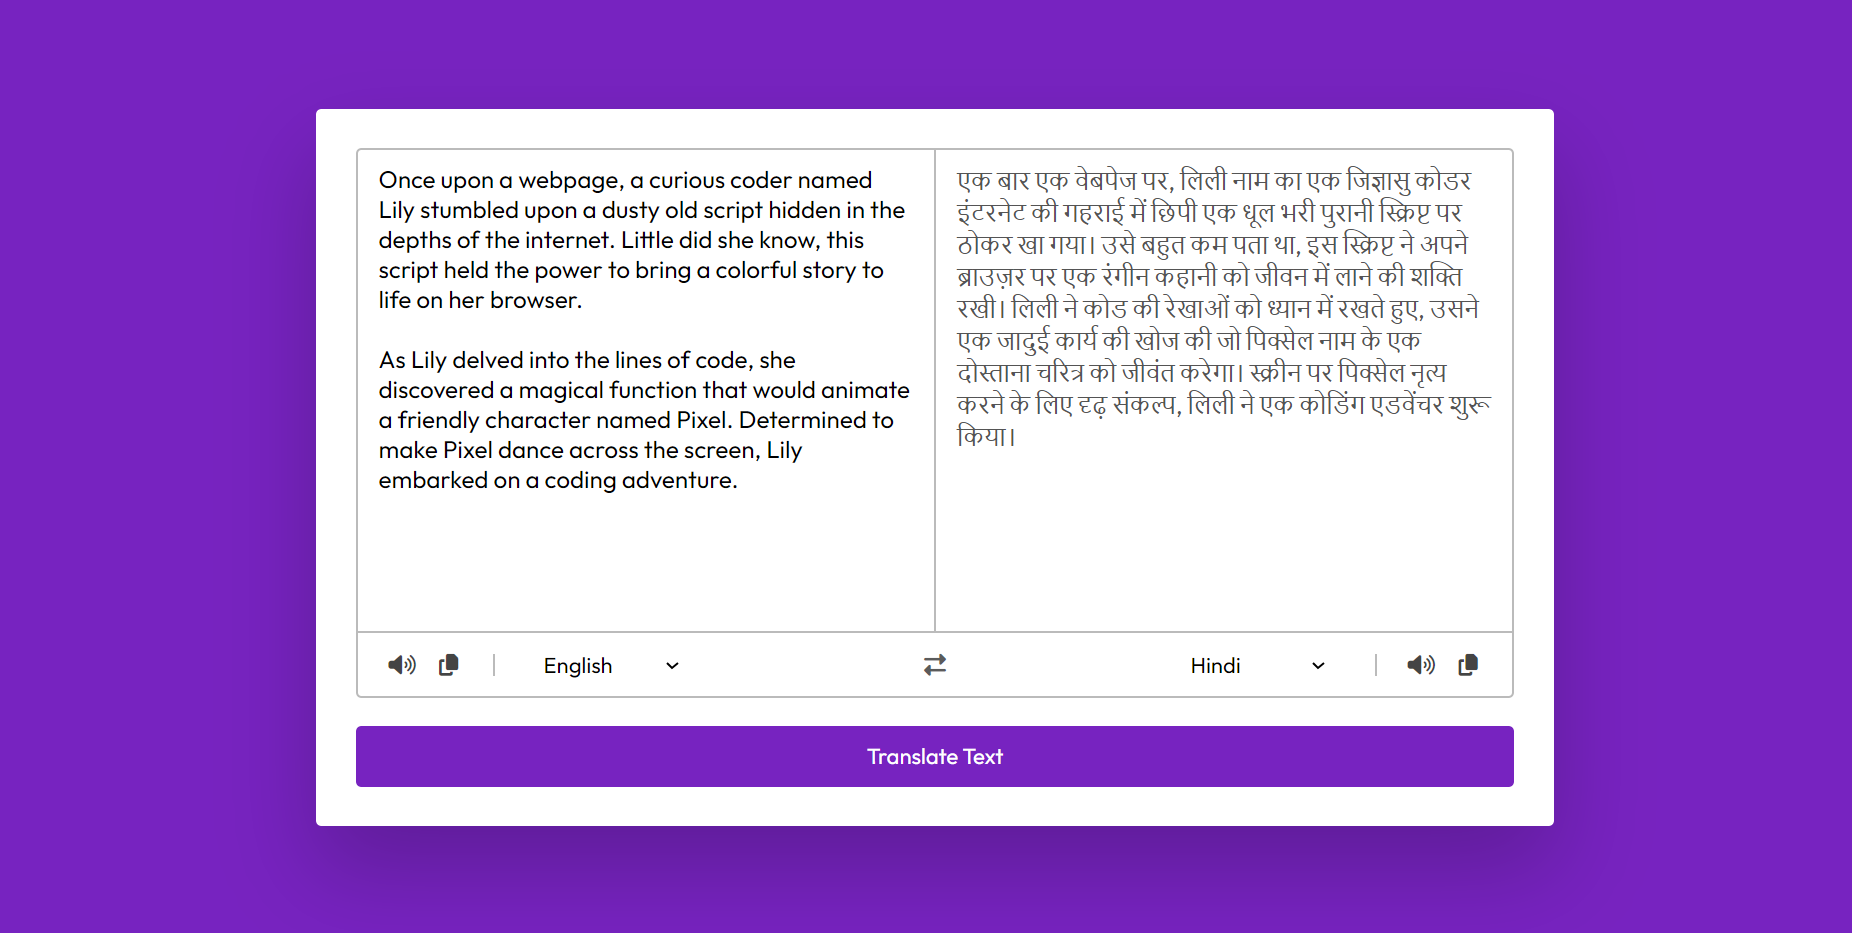 Once upon a webpage, a curious coder named
Lily stumbled upon a dusty old script hidden in the
depths of the internet. Little did she know, this
script held the power to bring a colorful story to
life on her browser.
As Lily delved into the lines of code, she
discovered a magical function that would animate
a friendly character named Pixel. Determined to
make Pixel dance across the screen, Lily
embarked on a coding adventure.
एक बार एक वेबपेज पर, लिली नाम का एक जिज्ञासु कोडर
इंटरनेट की गहराई में छिपी एक धूल भरी पुरानी स्क्रिप्ट पर
ठोकर खा गया। उसे बहुत कम पता था, इस स्क्रिप्ट ने अपने
ब्राउज़र पर एक रंगीन कहानी को जीवन में लाने की शक्ति
रखी। लिली ने कोड की रेखाओं को ध्यान में रखते हुए, उसने
एक जादुई कार्य की खोज की जो पिक्सेल नाम के एक
दोस्ताना चरित्र को जीवंत करेगा। स्क्रीन पर पिक्सेल नृत्य
करने के लिए दृढ़ संकल्प, लिली ने एक कोडिंग एडवेंचर शुरू
किया।
English
Hindi
Translate Text